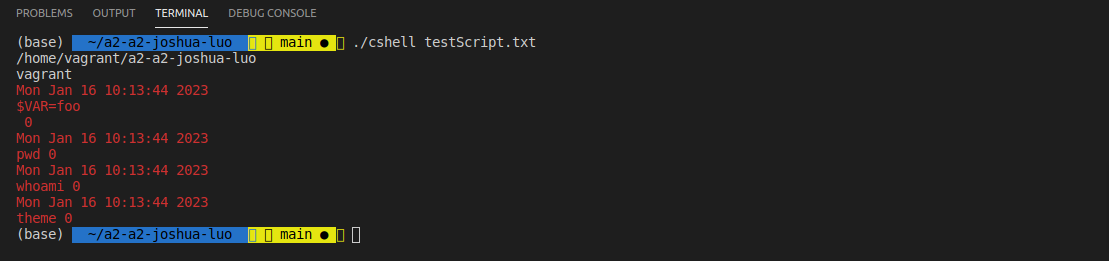 PROBLEMS OUTPUT TERMINAL DEBUG CONSOLE
(base) ~/a2-a2-joshua-luo main ● ./cshell testScript.txt
/home/vagrant/a2-a2-joshua-luo
vagrant
Mon Jan 16 10:13:44 2023
$VAR=foo
 0
Mon Jan 16 10:13:44 2023
pwd 0
Mon Jan 16 10:13:44 2023
whoami 0
Mon Jan 16 10:13:44 2023
theme 0
(base) ~/a2-a2-joshua-luo main ●